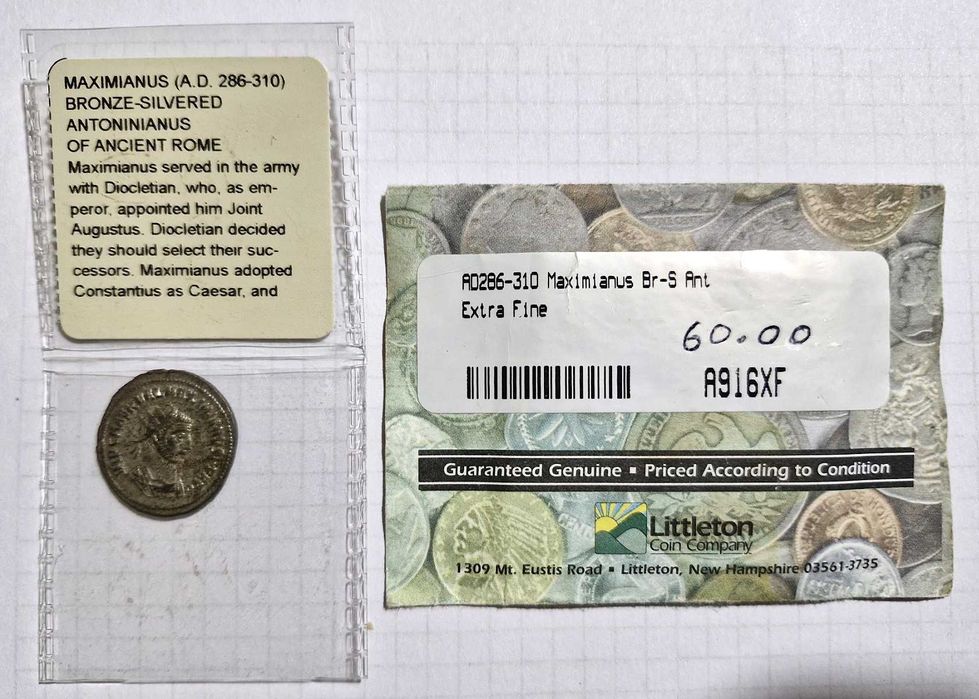 MAXIMIANUS (A.D. 286-310)
BRONZE-SILVERED
ANTONINIANUS
OF ANCIENT ROME
Maximianus served in the army
with Diocletian, who, as em-
peror, appointed him Joint
Augustus. Diocletian decided
they should select their suc-
cessors. Maximianus adopted
Constantius as Caesar, and
AD286-310 Maximianus Br-S Ant
Extra Fine
60.00
A916XF
Guaranteed Genuine ▪ Priced According to Condition
Littleton
Coin Company
1309 Mt. Eustis Road ▪ Littleton, New Hampshire 03561-3735